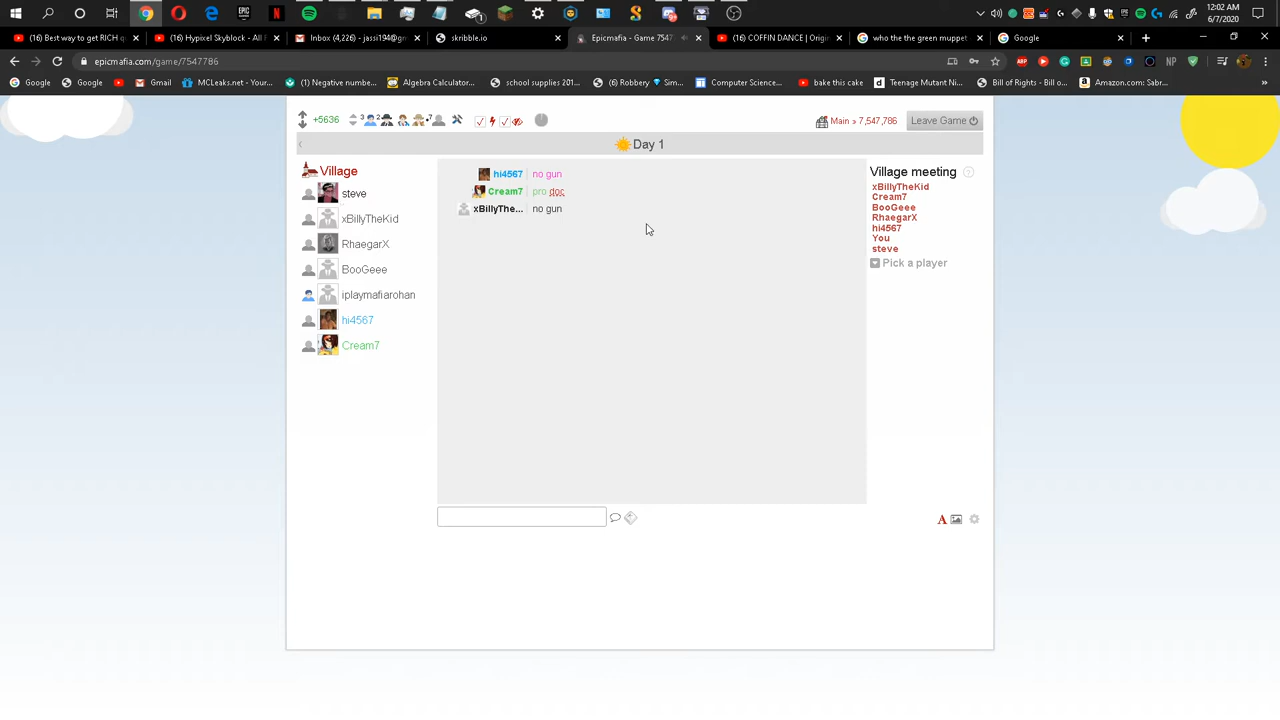 12:02 AM
6/7/2020
(16) Best way to get RICH q
(16) Hypixel Skyblock - All F
Inbox (4,226) - jassi194@gm
skribble.io
Epicmafia - Game 7547
(16) COFFIN DANCE | Origin
who the the green muppet
Google
epicmafia.com/game/7547786
Google
Google
Gmail
MCLeaks.net - Your...
(1) Negative numbe...
Algebra Calculator...
school supplies 201...
(6) Robbery 💎 Sim...
Computer Science...
bake this cake
Teenage Mutant Ni...
Bill of Rights - Bill o...
Amazon.com: Sabr...
+5636
Main > 7,547,786
Leave Game
Day 1
Village
steve
xBillyTheKid
RhaegarX
BooGeee
iplaymafiarohan
hi4567
Cream7
hi4567 no gun
Cream7 pro doc
xBillyThe... no gun
Village meeting
xBillyTheKid
Cream7
BooGeee
RhaegarX
hi4567
You
steve
Pick a player